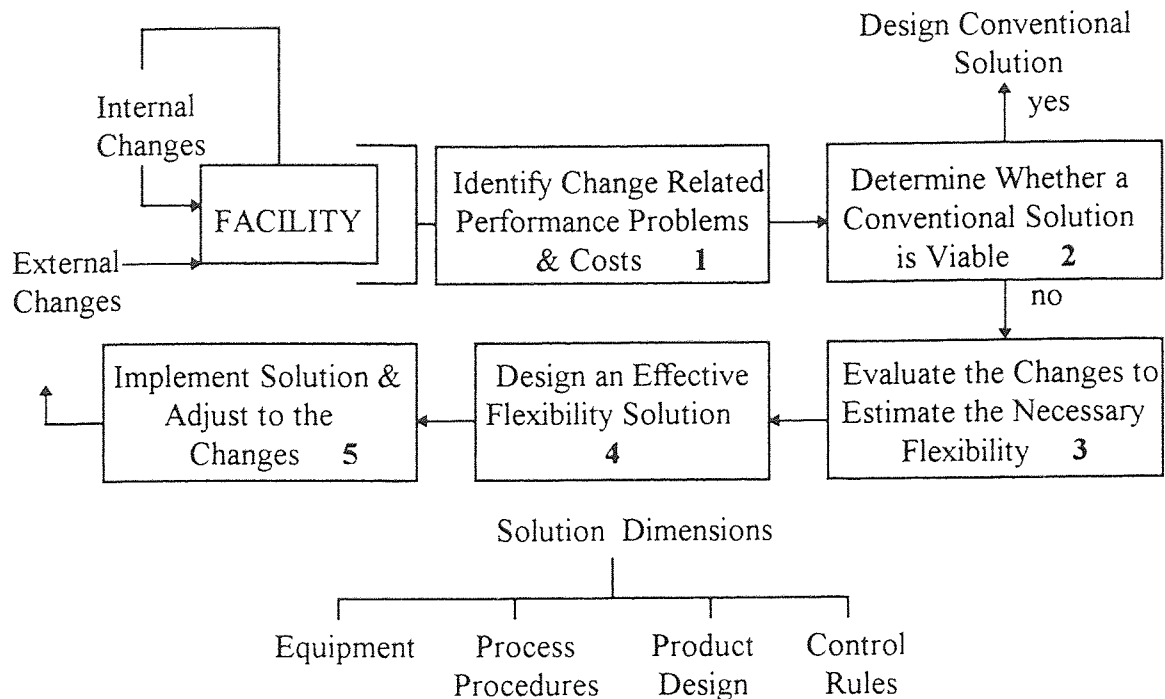 Design Conventional
Solution
yes
Internal
Changes
FACILITY
External
Changes
Identify Change Related
Performance Problems
& Costs 1
Determine Whether a
Conventional Solution
is Viable 2
no
Implement Solution &
Adjust to the
Changes 5
Design an Effective
Flexibility Solution
4
Evaluate the Changes to
Estimate the Necessary
Flexibility 3
Solution Dimensions
Equipment
Process
Procedures
Product
Design
Control
Rules